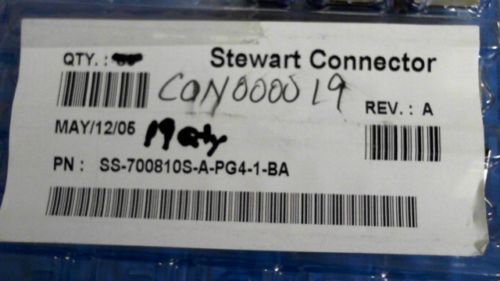 QTY. : Stewart Connector
CON000019
REV. : A
MAY/12/05 19 Qty
PN : SS-700810S-A-PG4-1-BA